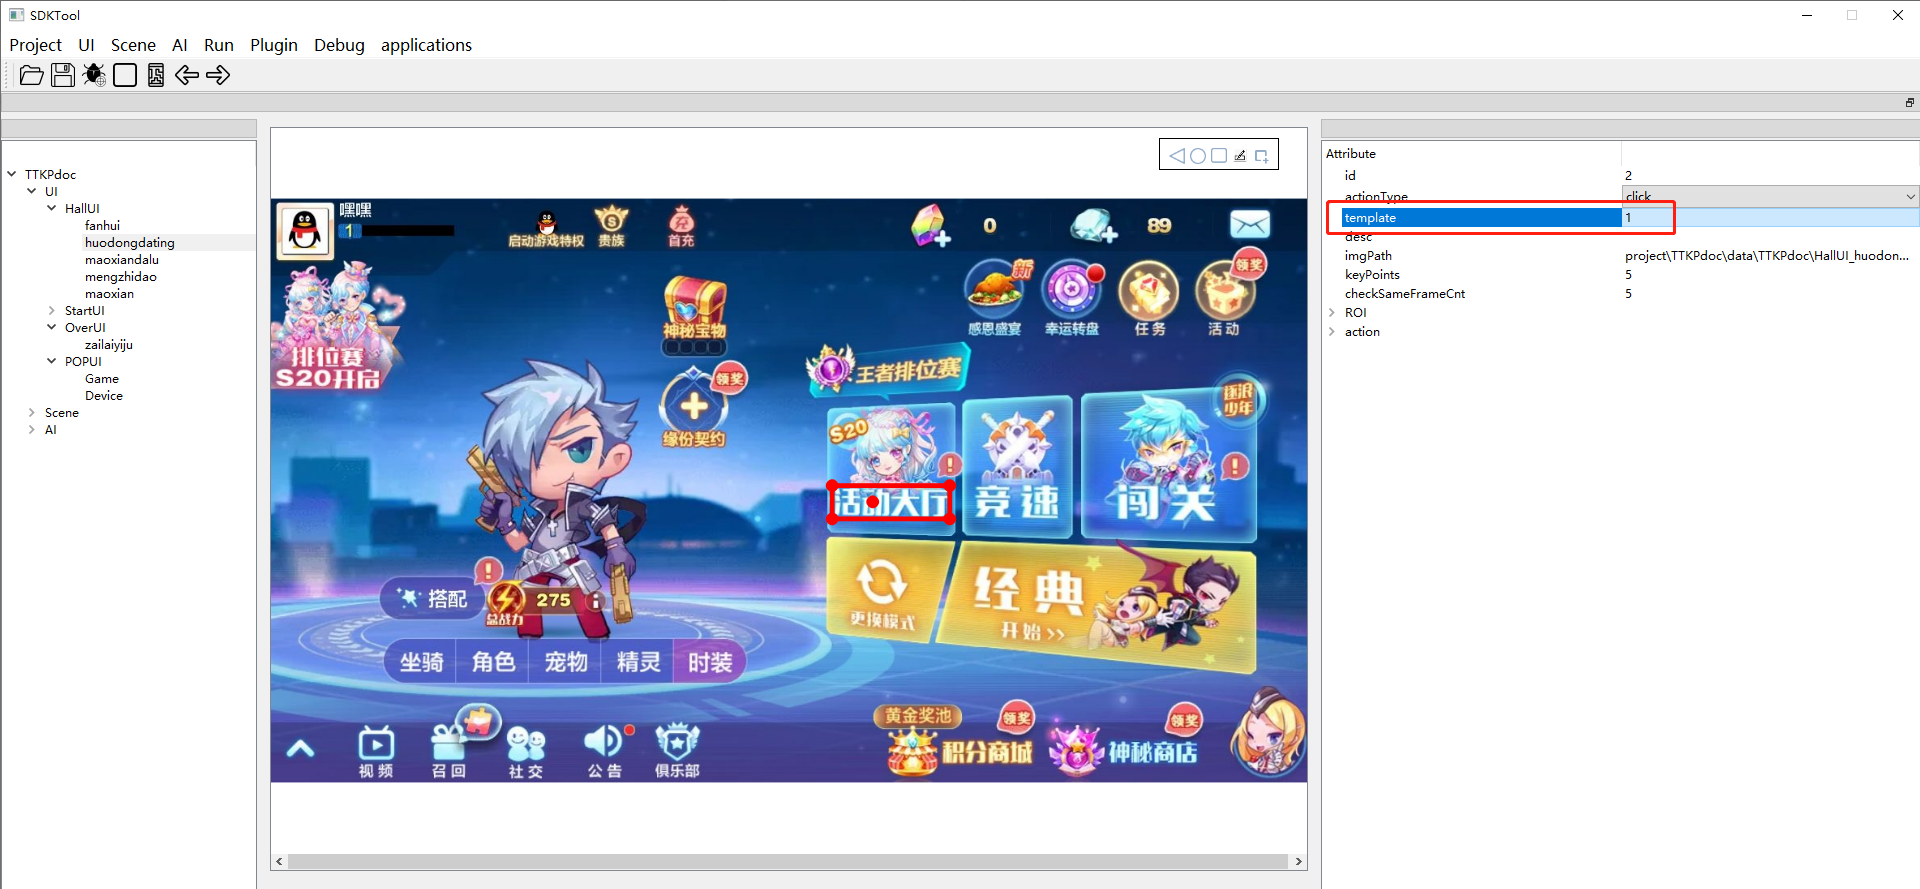 SDKTool
Project UI Scene AI Run Plugin Debug applications
TTKPdoc
UI
HallUI
fanhui
huodongdating
maoxiandalu
mengzhidao
maoxian
StartUI
OverUI
zailaiyiju
POPUI
Game
Device
Scene
AI
嘿嘿
1
启动游戏特权
贵族
首充
0
89
新
领奖
感恩盛宴
幸运转盘
任务
活动
排位赛
S20开启
神秘宝物
领奖
缘份契约
王者排位赛
逐浪
少年
S20
活动大厅
竞速
闯关
搭配
总战力
275
更换模式
经典
开始>>
坐骑
角色
宠物
精灵
时装
黄金奖池
领奖
领奖
积分商城
神秘商店
视频
召回
社交
公告
俱乐部
Attribute
id 2
actionType click
template 1
desc
imgPath project\TTKPdoc\data\TTKPdoc\HallUI_huodon...
keyPoints 5
checkSameFrameCnt 5
ROI
action